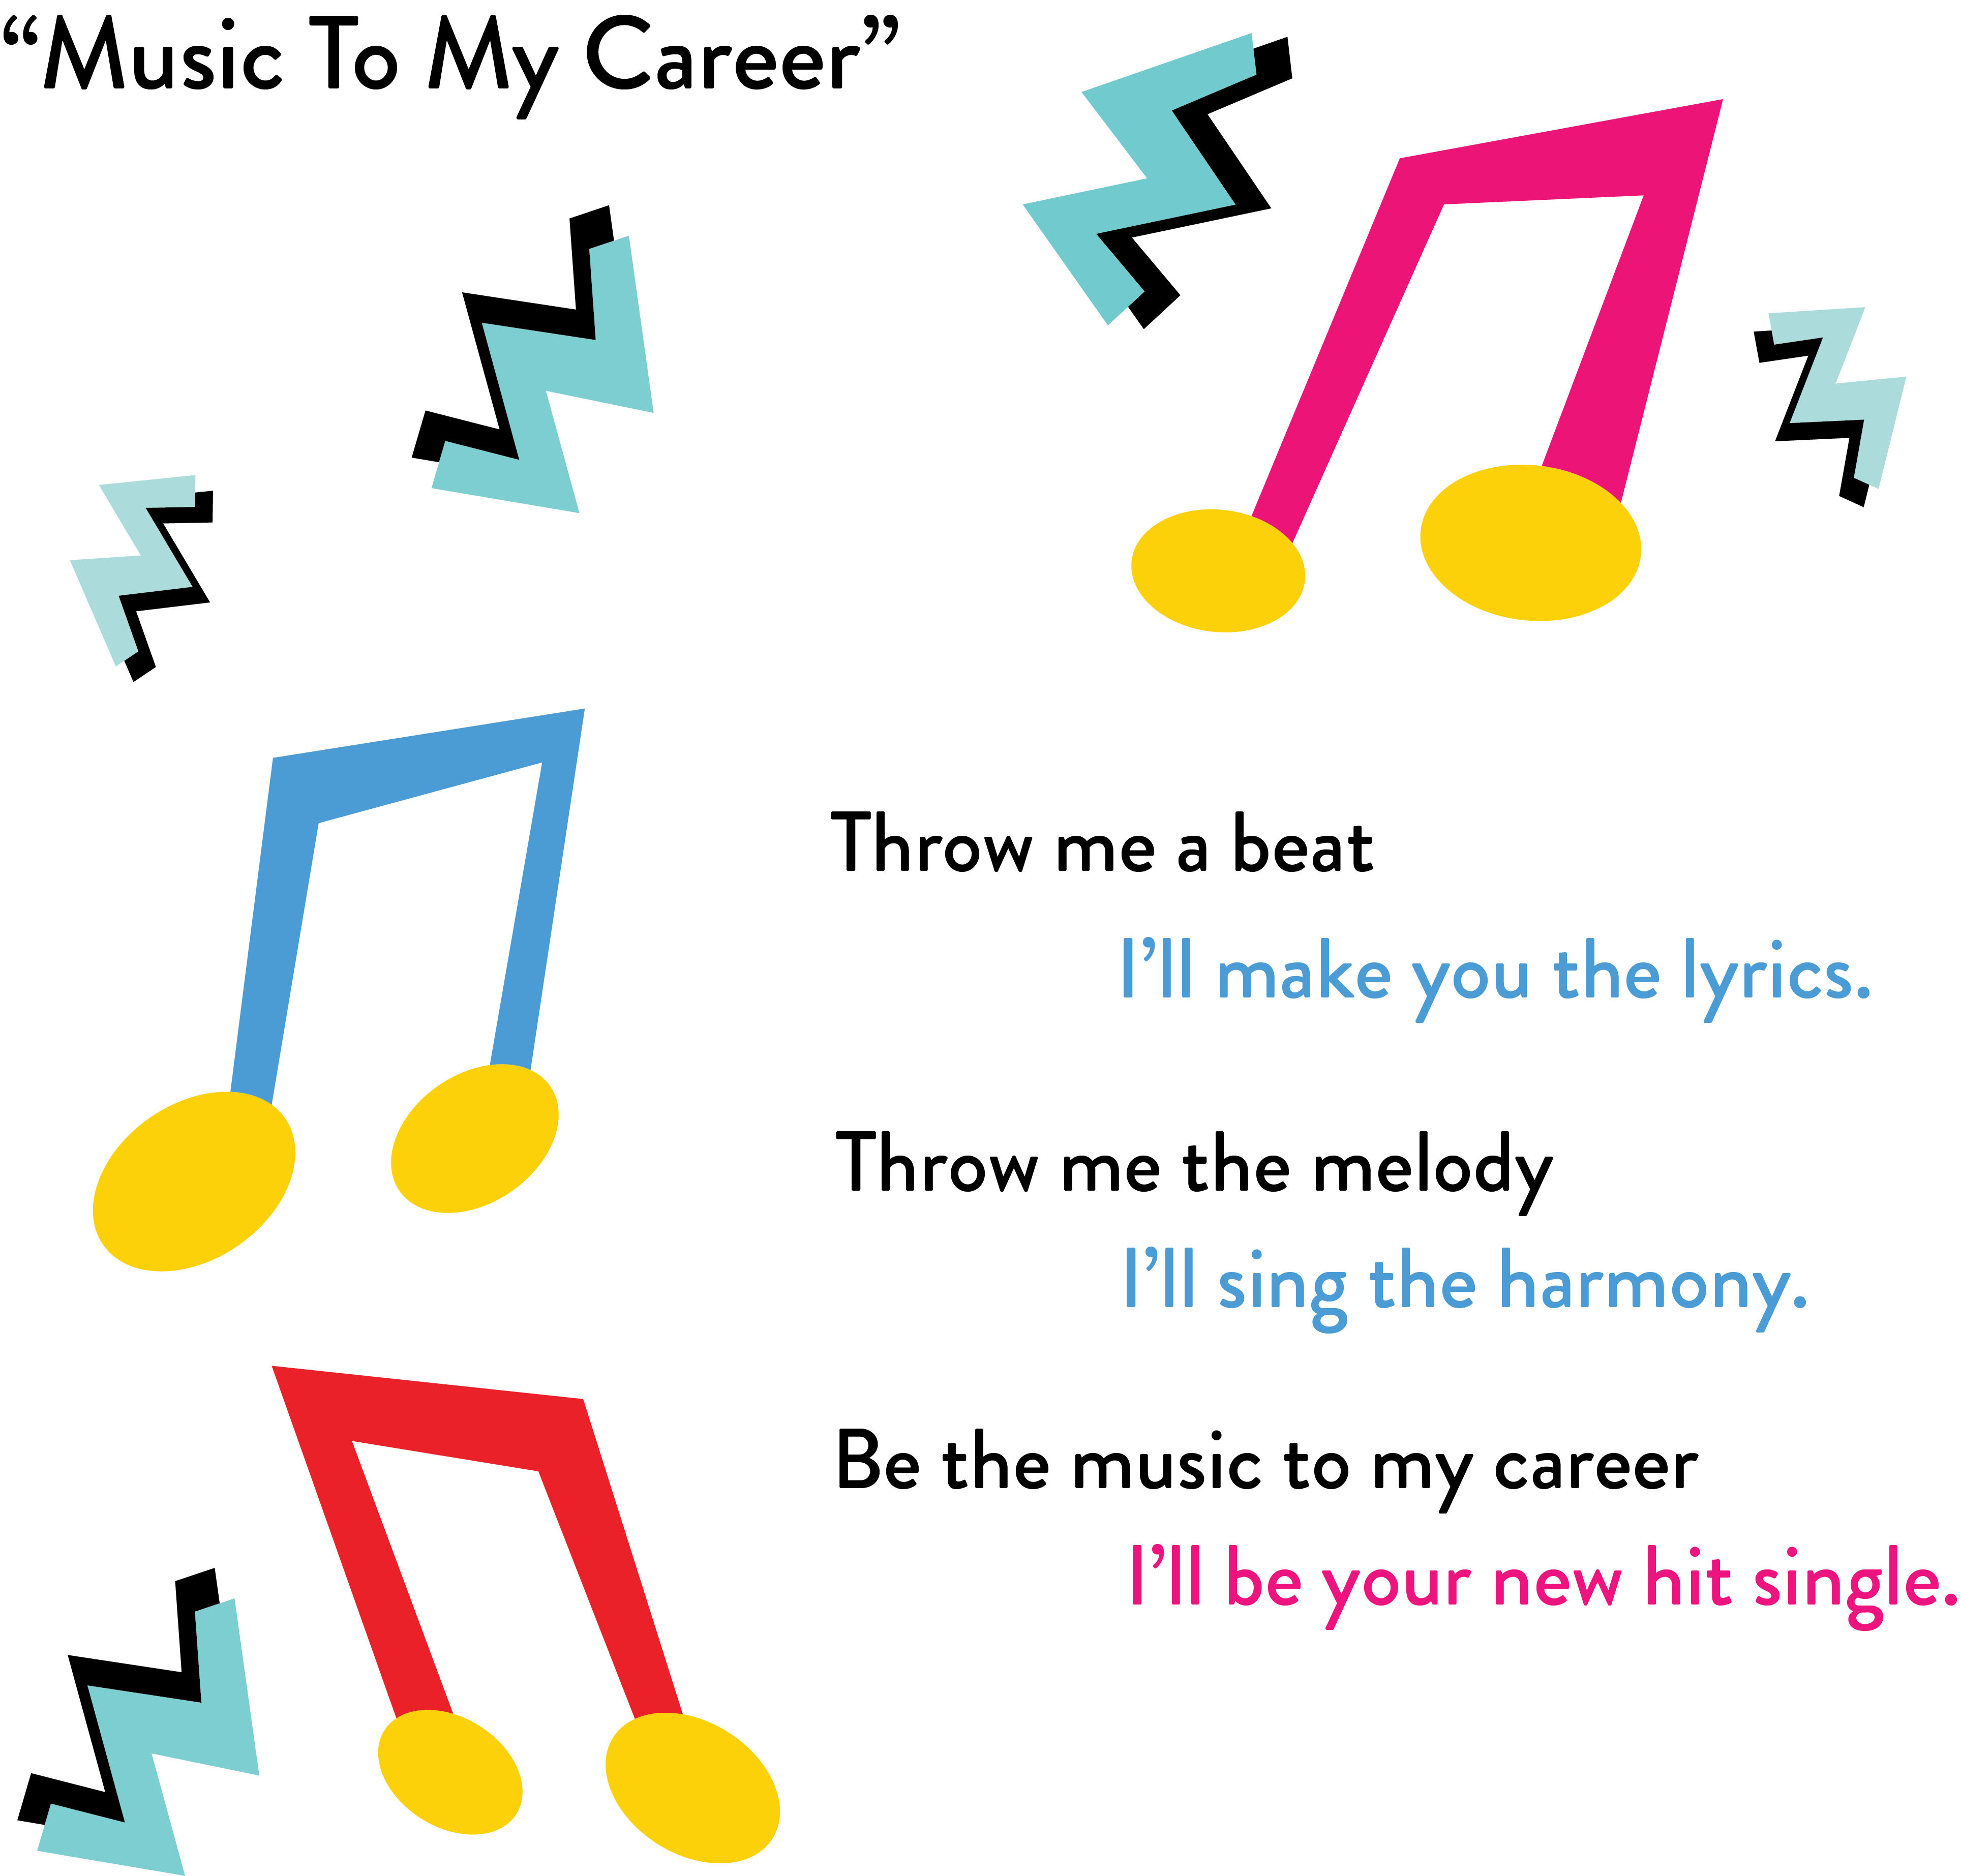 “Music To My Career”
Throw me a beat
I’ll make you the lyrics.
Throw me the melody
I’ll sing the harmony.
Be the music to my career
I’ll be your new hit single.